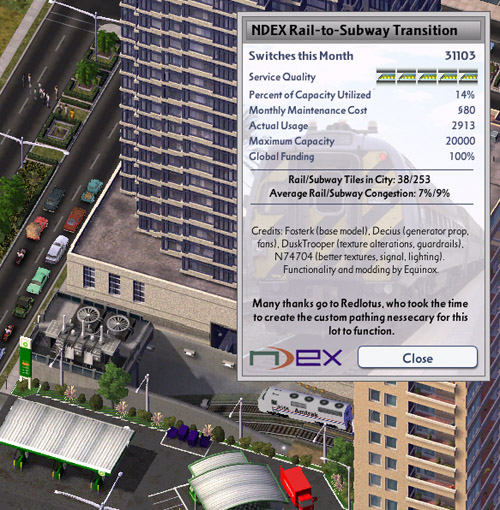 NDEX Rail-to-Subway Transition
Switches this Month 31103
Service Quality
Percent of Capacity Utilized 14%
Monthly Maintenance Cost §80
Actual Usage 2913
Maximum Capacity 20000
Global Funding 100%
Rail/Subway Tiles in City: 38/253
Average Rail/Subway Congestion: 7%/9%
Credits: Fosterk (base model), Decius (generator prop,
fans), DuskTrooper (texture alterations, guardrails),
N74704 (better textures, signal, lighting).
Functionality and modding by Equinox.
Many thanks go to Redlotus, who took the time
to create the custom pathing nessecary for this
lot to function.
NDEX
Close